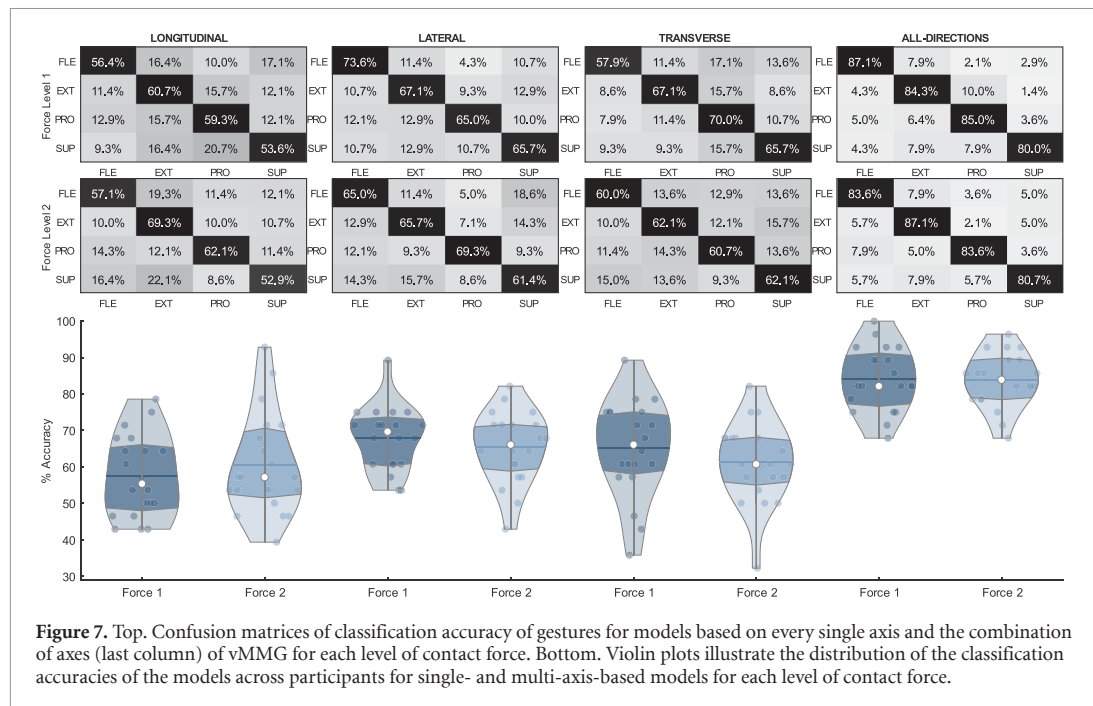 LONGITUDINAL LATERAL TRANSVERSE ALL-DIRECTIONS
Force Level 1
FLE 56.4% 16.4% 10.0% 17.1% FLE 73.6% 11.4% 4.3% 10.7% FLE 57.9% 11.4% 17.1% 13.6% FLE 87.1% 7.9% 2.1% 2.9%
EXT 11.4% 60.7% 15.7% 12.1% EXT 10.7% 67.1% 9.3% 12.9% EXT 8.6% 67.1% 15.7% 8.6% EXT 4.3% 84.3% 10.0% 1.4%
PRO 12.9% 15.7% 59.3% 12.1% PRO 12.1% 12.9% 65.0% 10.0% PRO 7.9% 11.4% 70.0% 10.7% PRO 5.0% 6.4% 85.0% 3.6%
SUP 9.3% 16.4% 20.7% 53.6% SUP 10.7% 12.9% 10.7% 65.7% SUP 9.3% 9.3% 15.7% 65.7% SUP 4.3% 7.9% 7.9% 80.0%
FLE EXT PRO SUP FLE EXT PRO SUP FLE EXT PRO SUP FLE EXT PRO SUP
Force Level 2
FLE 57.1% 19.3% 11.4% 12.1% FLE 65.0% 11.4% 5.0% 18.6% FLE 60.0% 13.6% 12.9% 13.6% FLE 83.6% 7.9% 3.6% 5.0%
EXT 10.0% 69.3% 10.0% 10.7% EXT 12.9% 65.7% 7.1% 14.3% EXT 10.0% 62.1% 12.1% 15.7% EXT 5.7% 87.1% 2.1% 5.0%
PRO 14.3% 12.1% 62.1% 11.4% PRO 12.1% 9.3% 69.3% 9.3% PRO 11.4% 14.3% 60.7% 13.6% PRO 7.9% 5.0% 83.6% 3.6%
SUP 16.4% 22.1% 8.6% 52.9% SUP 14.3% 15.7% 8.6% 61.4% SUP 15.0% 13.6% 9.3% 62.1% SUP 5.7% 7.9% 5.7% 80.7%
FLE EXT PRO SUP FLE EXT PRO SUP FLE EXT PRO SUP FLE EXT PRO SUP
% Accuracy
100
90
80
70
60
50
40
30
Force 1 Force 2 Force 1 Force 2 Force 1 Force 2 Force 1 Force 2
Figure 7. Top. Confusion matrices of classification accuracy of gestures for models based on every single axis and the combination
of axes (last column) of vMMG for each level of contact force. Bottom. Violin plots illustrate the distribution of the classification
accuracies of the models across participants for single- and multi-axis-based models for each level of contact force.